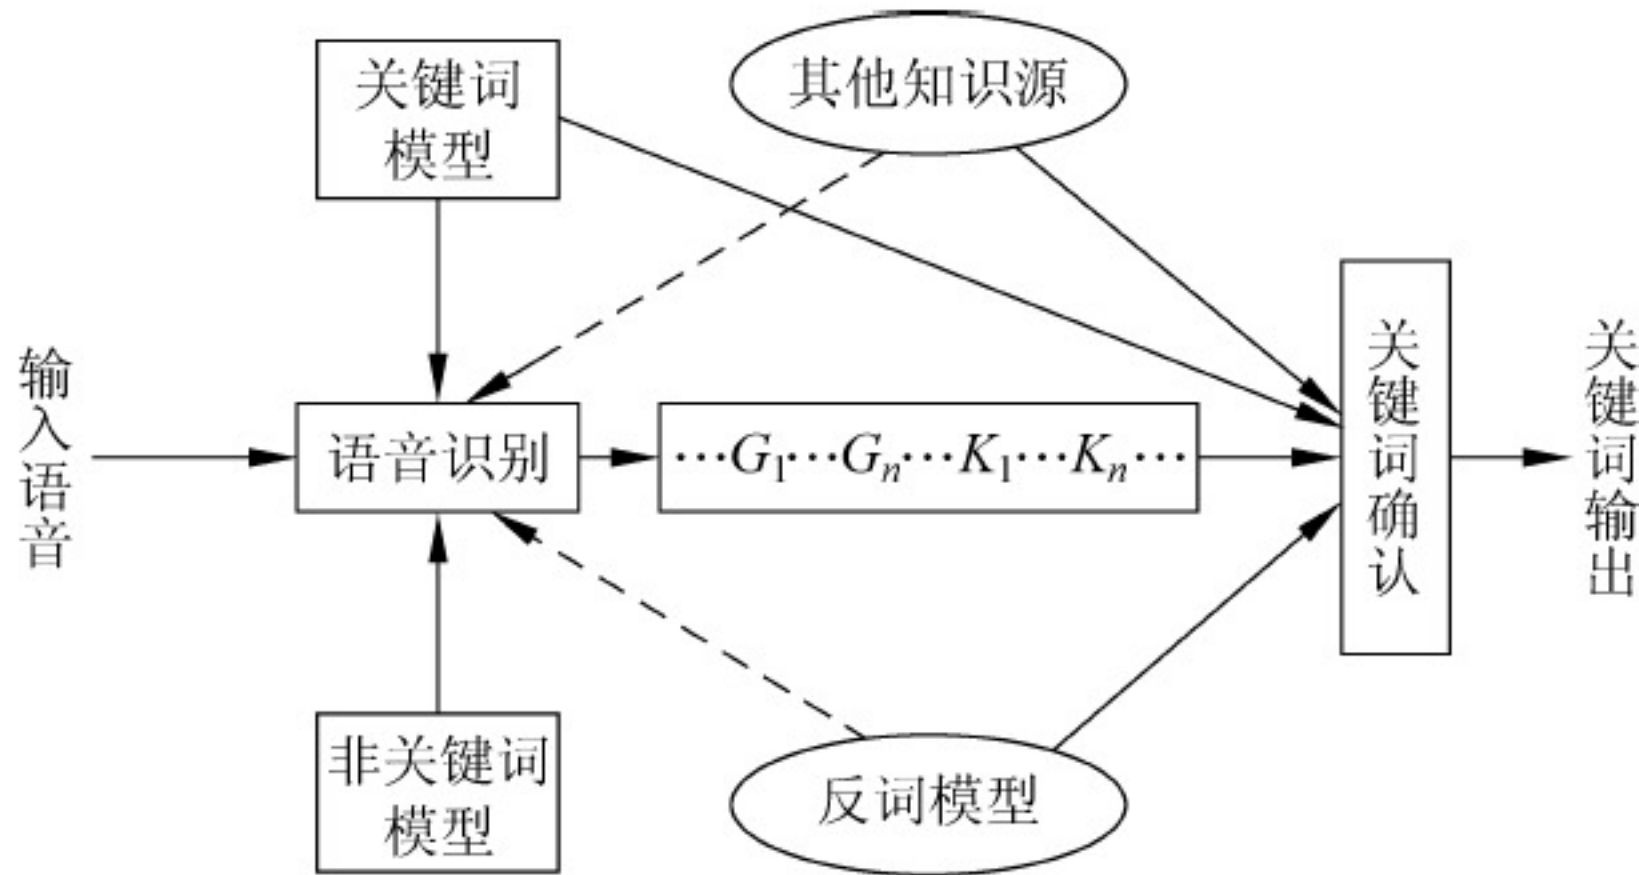 关键词
模型
其他知识源
输入语音
语音识别
…G₁…Gₙ…K₁…Kₙ…
关键词确认
关键词输出
非关键词
模型
反词模型